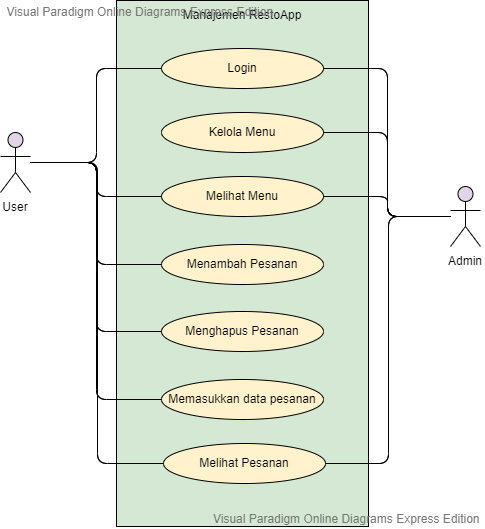 Visual Paradigm Online Diagrams Express Edition
Manajemen RestoApp
Login
Kelola Menu
Melihat Menu
User
Admin
Menambah Pesanan
Menghapus Pesanan
Memasukkan data pesanan
Melihat Pesanan
Visual Paradigm Online Diagrams Express Edition